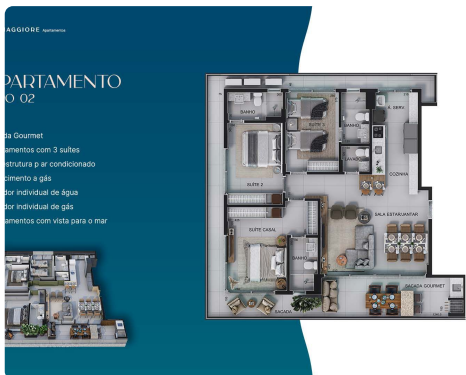 AGGIORE Apartamentos
PARTAMENTO
O 02
da Gourmet
amentos com 3 suítes
estrutura p ar condicionado
cimento a gás
dor individual de água
dor individual de gás
amentos com vista para o mar
BANHO
SUÍTE 3
BANHO
A. SERV.
LAVABO
SUÍTE 2
COZINHA
SALA ESTAR/JANTAR
SUÍTE CASAL
BANHO
SACADA GOURMET
SACADA